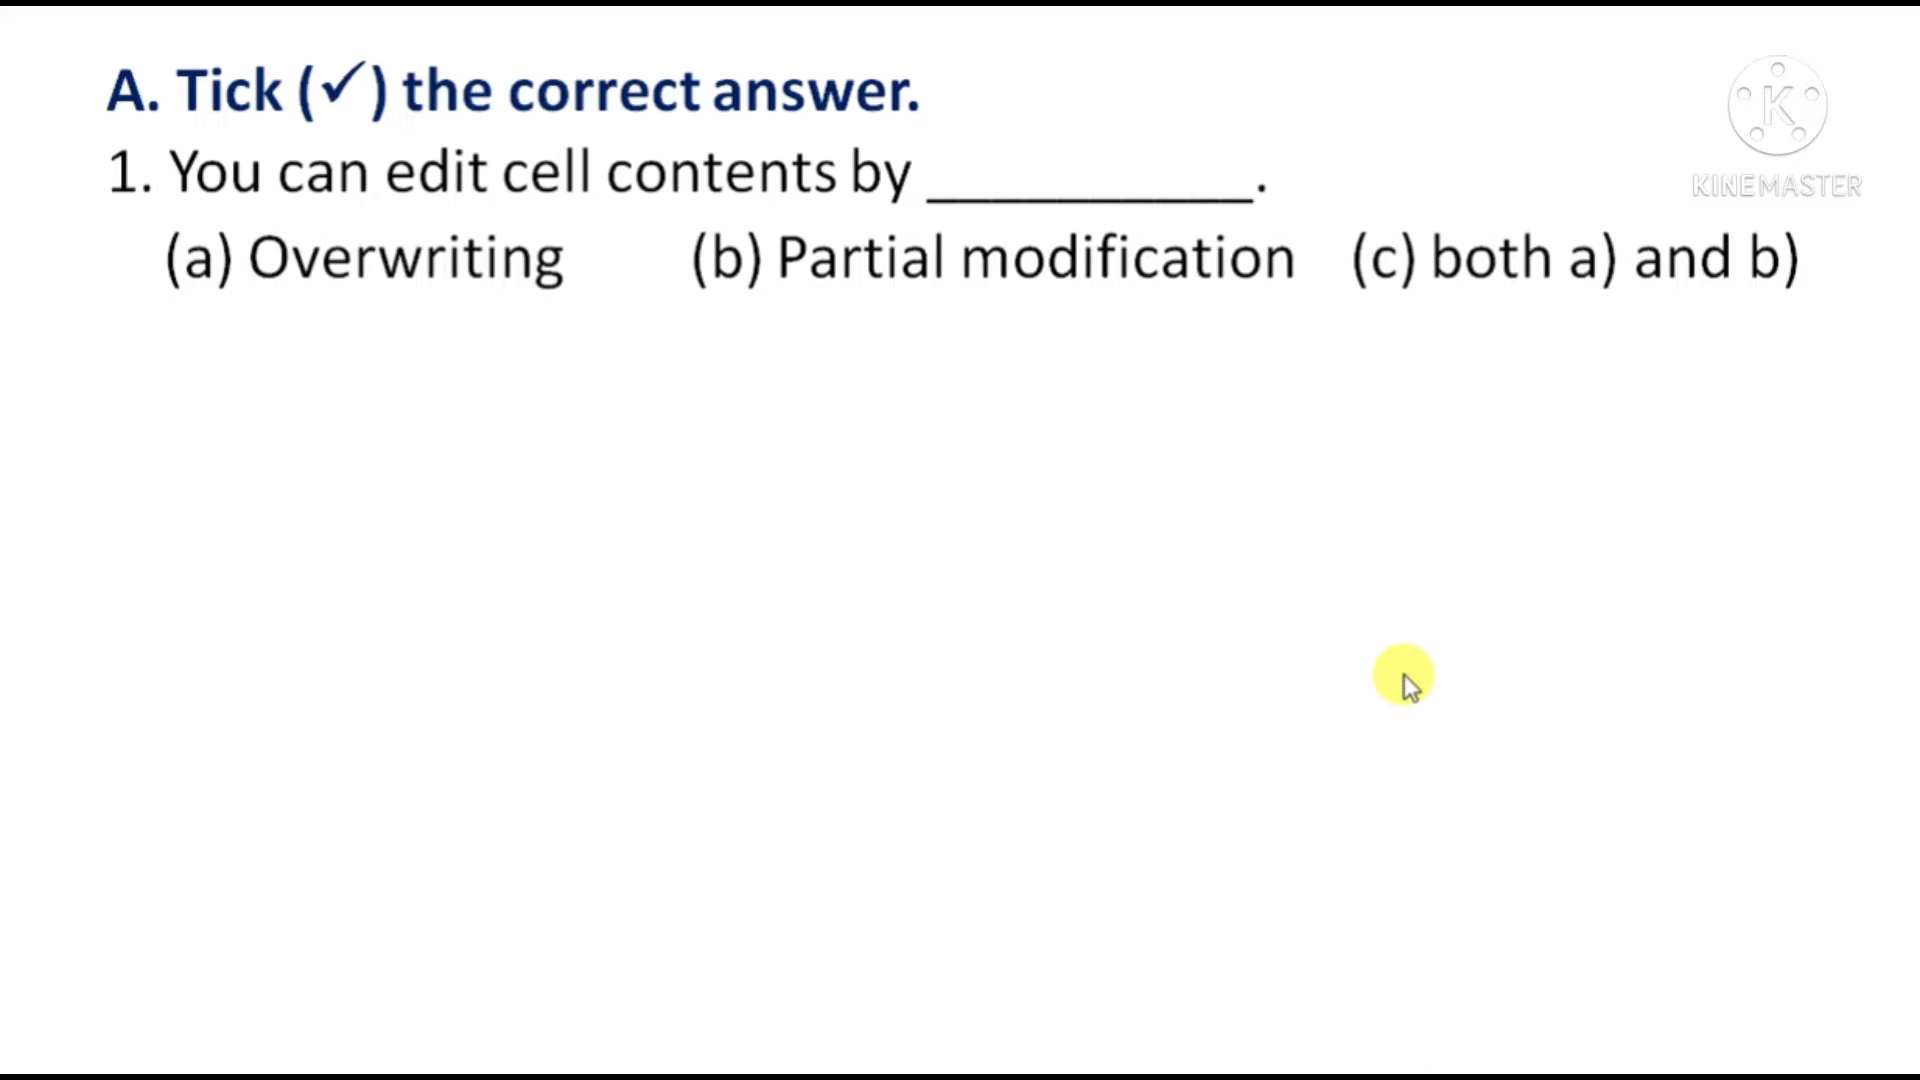 A. Tick (✓) the correct answer.
1. You can edit cell contents by ___________.
(a) Overwriting (b) Partial modification (c) both a) and b)
K
KINEMASTER